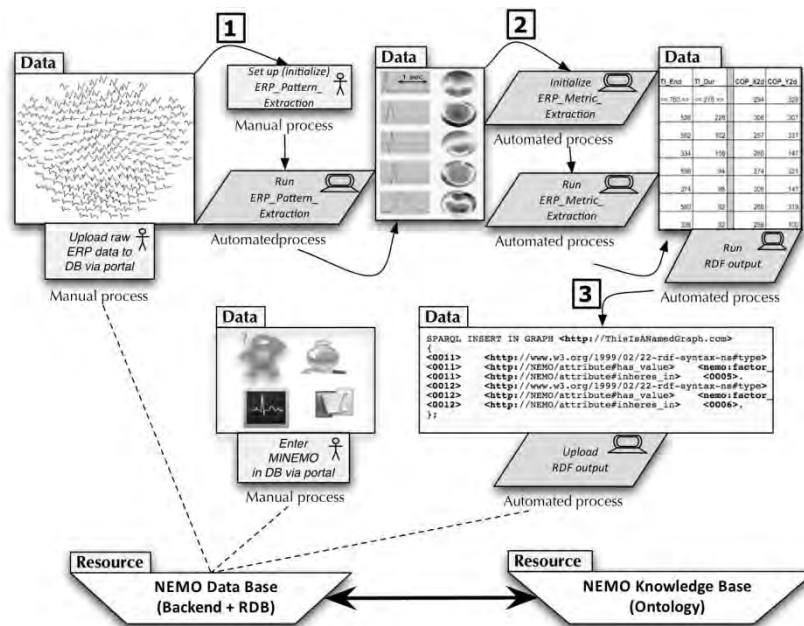 1
Data
Set up (initialize)
ERP_Pattern_
Extraction
Manual process
Run
ERP_Pattern_
Extraction
Automatedprocess
Upload raw
ERP data to
DB via portal
Manual process
2
Data
1 sec
Initialize
ERP_Metric_
Extraction
Automated process
Run
ERP_Metric_
Extraction
Automated process
Data
TI_End TI_Dur COP_X2d COP_Y2d
Run
RDF output
Automated process
3
Data
Enter
MINEMO
in DB via portal
Manual process
Data
SPARQL INSERT IN GRAPH <http://ThisIsANamedGraph.com>
{
<0011> <http://www.w3.org/1999/02/22-rdf-syntax-ns#type>
<0011> <http://NEMO/attribute#has_value> <nemo:factor_
<0011> <http://NEMO/attribute#inheres_in> <0005>.
<0012> <http://www.w3.org/1999/02/22-rdf-syntax-ns#type>
<0012> <http://NEMO/attribute#has_value> <nemo:factor_
<0012> <http://NEMO/attribute#inheres_in> <0006>.
};
Upload
RDF output
Automated process
Resource
NEMO Data Base
(Backend + RDB)
Resource
NEMO Knowledge Base
(Ontology)